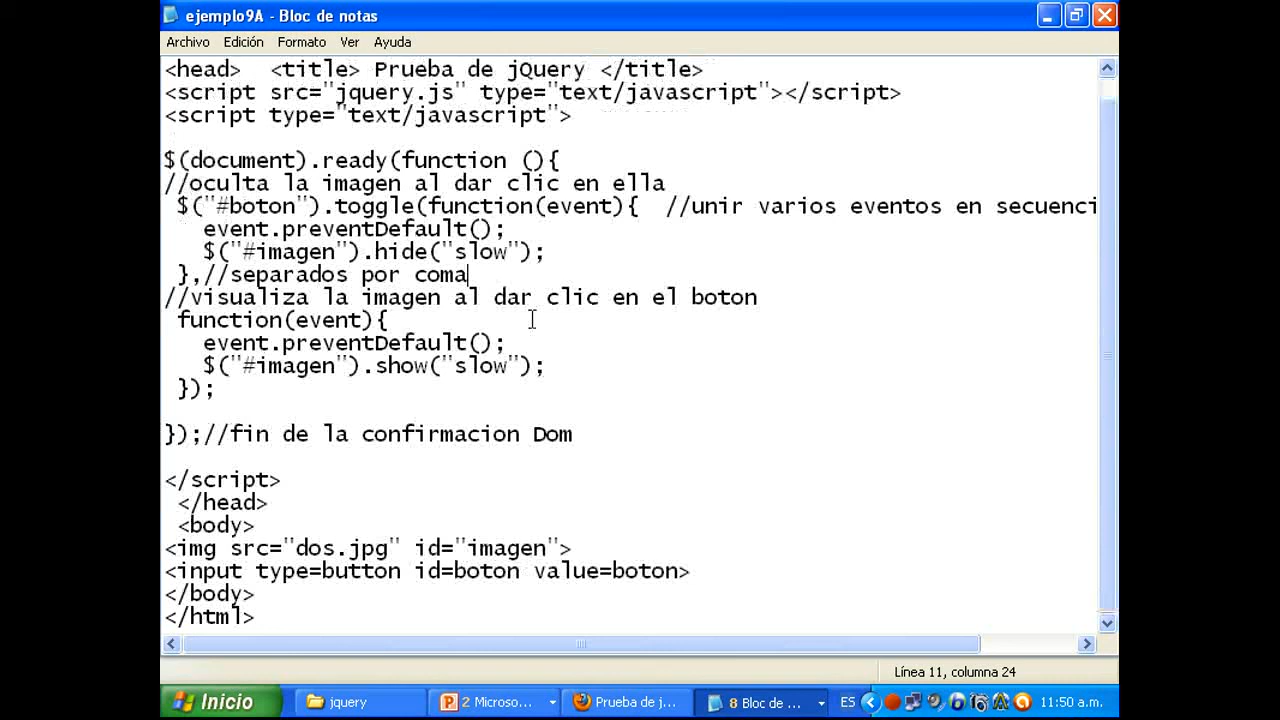 ejemplo9A - Bloc de notas
Archivo Edición Formato Ver Ayuda
<head>  <title> Prueba de jQuery </title>
<script src="jquery.js" type="text/javascript"></script>
<script type="text/javascript">
$(document).ready(function (){
//oculta la imagen al dar clic en ella
 $("#boton").toggle(function(event){  //unir varios eventos en secuenci
   event.preventDefault();
   $("#imagen").hide("slow");
 },//separados por coma
//visualiza la imagen al dar clic en el boton
 function(event){
   event.preventDefault();
   $("#imagen").show("slow");
 });
});//fin de la confirmacion Dom
</script>
 </head>
 <body>
<img src="dos.jpg" id="imagen">
<input type=button id=boton value=boton>
</body>
</html>
Línea 11, columna 24
Inicio jquery 2 Microso... Prueba de j... 8 Bloc de ... ES 11:50 a.m.